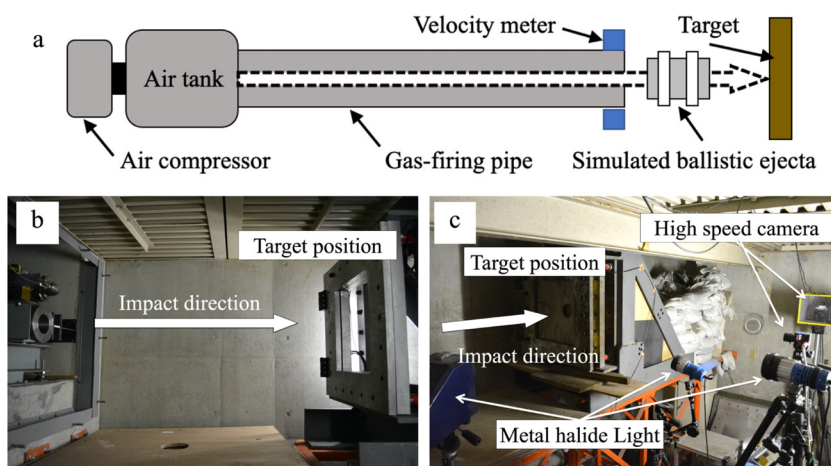 a
Velocity meter
Target
Air tank
Air compressor
Gas-firing pipe
Simulated ballistic ejecta
b
Target position
Impact direction
c
High speed camera
Target position
Impact direction
Metal halide Light